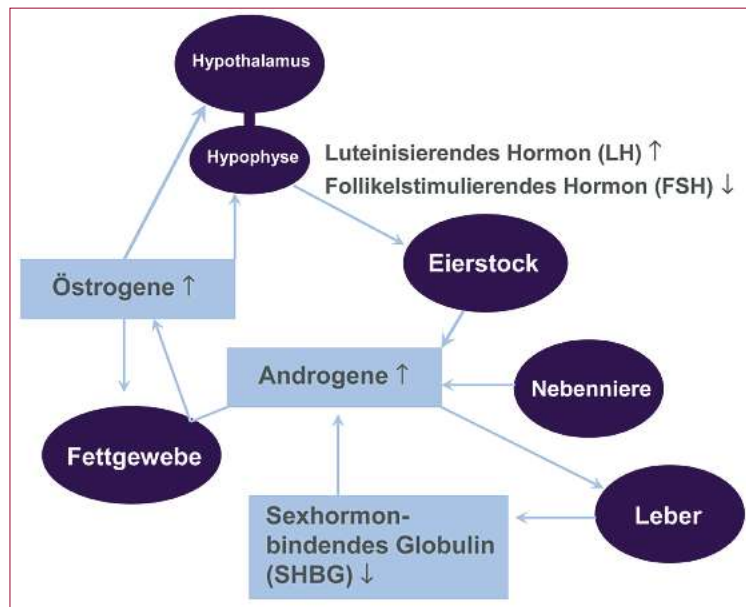 Hypothalamus
Hypophyse
Luteinisierendes Hormon (LH) ↑
Follikelstimulierendes Hormon (FSH) ↓
Östrogene ↑
Eierstock
Androgene ↑
Nebenniere
Fettgewebe
Sexhormon-
bindendes Globulin
(SHBG) ↓
Leber